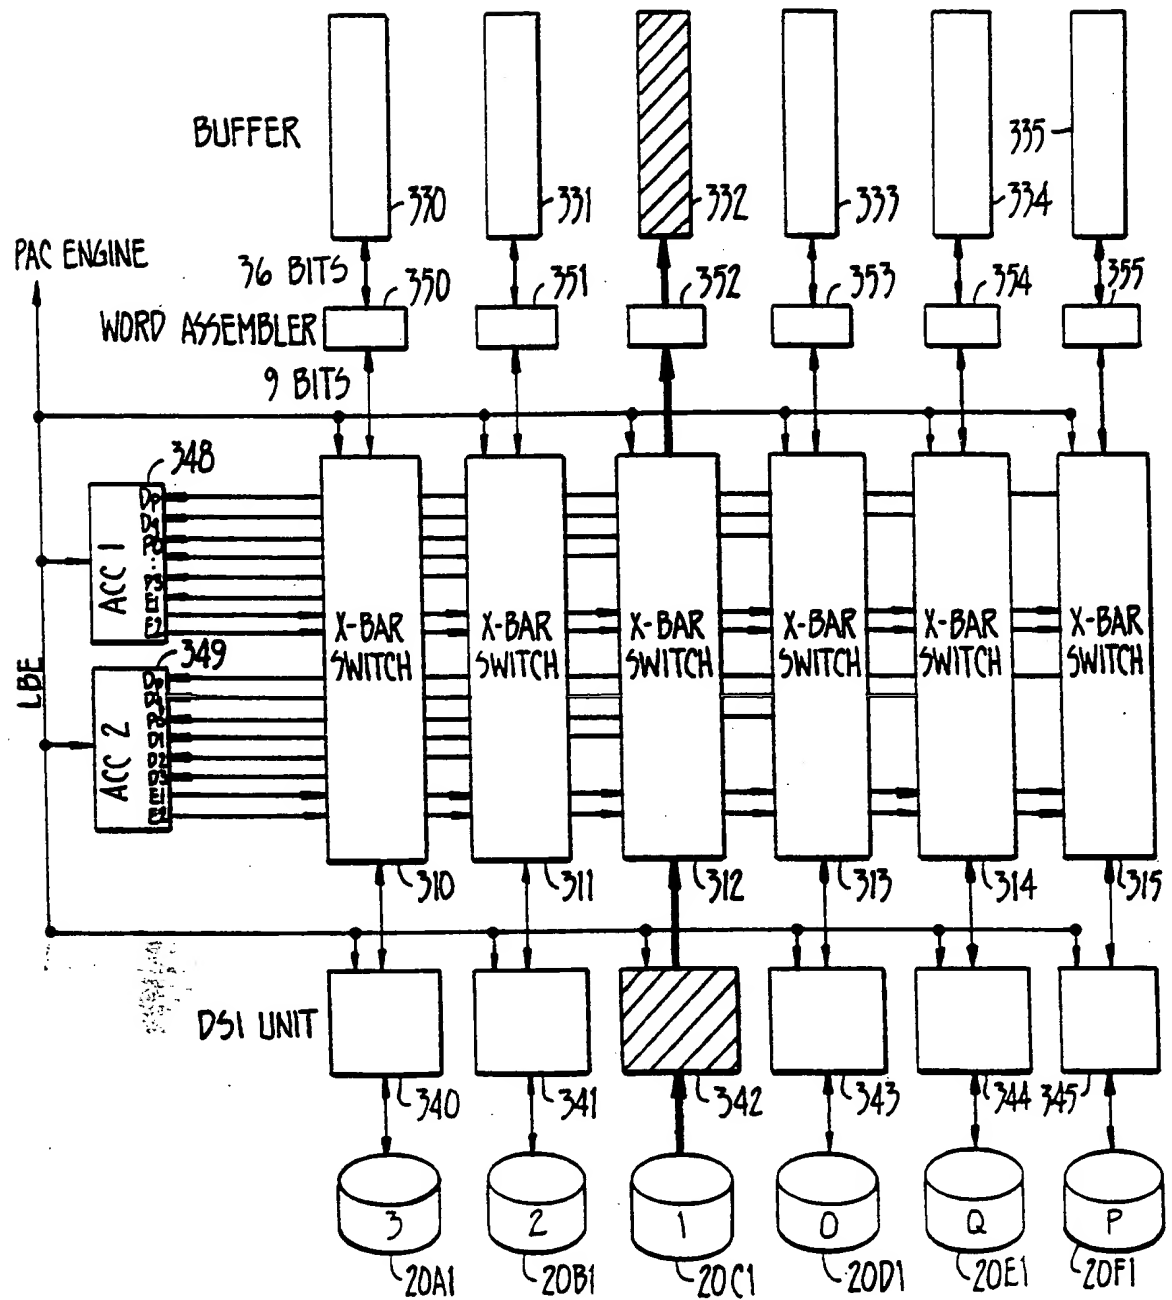 BUFFER
330
331
332
333
334
335
PAC ENGINE
36 BITS
350
351
352
353
354
355
WORD ASSEMBLER
9 BITS
348
ACC 1
Dp
Dq
P0
...
P3
E1
E2
X-BAR SWITCH
X-BAR SWITCH
X-BAR SWITCH
X-BAR SWITCH
X-BAR SWITCH
X-BAR SWITCH
349
LBE
ACC 2
Dp
Dq
P0
D1
D2
D3
E1
E2
310
311
312
313
314
315
DSI UNIT
340
341
342
343
344
345
3
2
1
0
Q
P
20A1
20B1
20C1
20D1
20E1
20F1